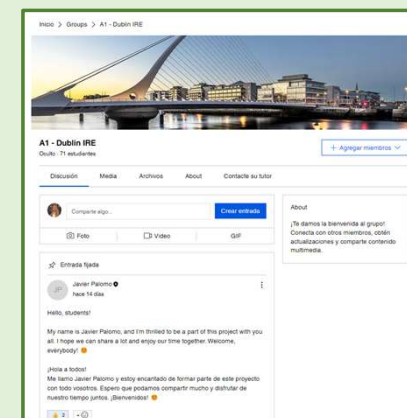 Inicio > Groups > A1 - Dublin IRE
A1 - Dublin IRE
Oculto · 71 estudiantes
+ Agregar miembros
Discusión Media Archivos About Contacte su tutor
Comparte algo...
Crear entrada
Foto Video GIF
About
¡Te damos la bienvenida al grupo!
Conecta con otros miembros, obtén
actualizaciones y comparte contenido
multimedia.
Entrada fijada
JP
Javier Palomo
hace 14 días
Hello, students!
My name is Javier Palomo, and I'm thrilled to be a part of this project with you
all. I hope we can share a lot and enjoy our time together. Welcome,
everybody! 😊
¡Hola a todos!
Me llamo Javier Palomo y estoy encantado de formar parte de este proyecto
con todo vosotros. Espero que podamos compartir mucho y disfrutar de
nuestro tiempo juntos. ¡Bienvenidos! 😊
👍 2